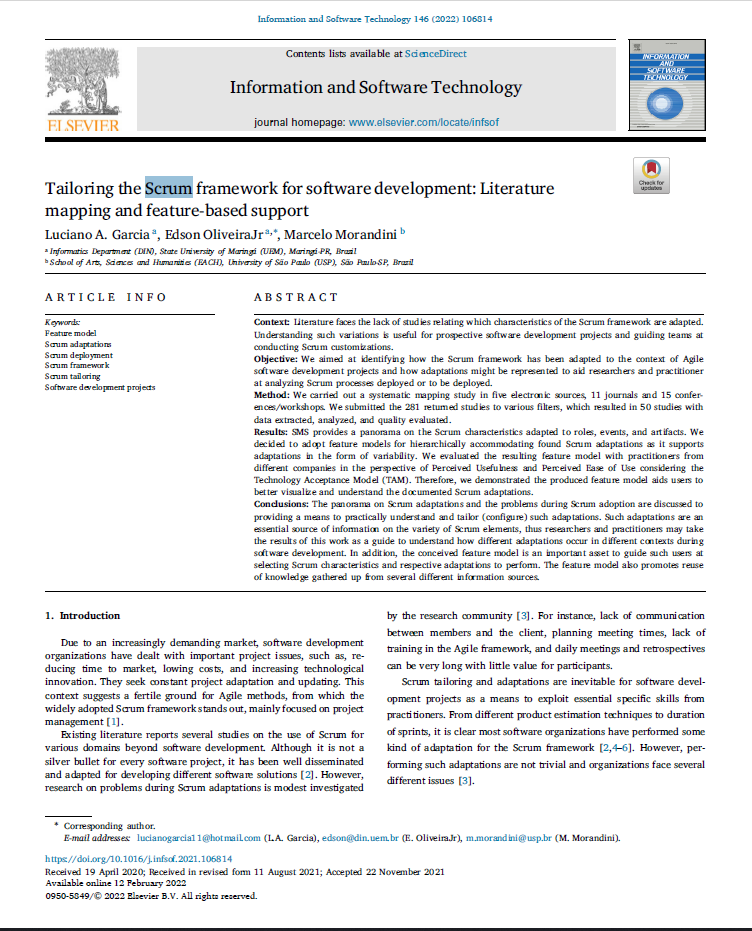 Information and Software Technology 146 (2022) 106814
Contents lists available at ScienceDirect
Information and Software Technology
journal homepage: www.elsevier.com/locate/infsof
ELSEVIER
INFORMATION
AND
SOFTWARE
TECHNOLOGY
Check for
updates
Tailoring the Scrum framework for software development: Literature
mapping and feature-based support
Luciano A. Garcia a, Edson OliveiraJr a,*, Marcelo Morandini b
a Informatics Department (DIN), State University of Maringá (UEM), Maringá-PR, Brazil
b School of Arts, Sciences and Humanities (EACH), University of São Paulo (USP), São Paulo-SP, Brazil
ARTICLE INFO
Keywords:
Feature model
Scrum adaptations
Scrum deployment
Scrum framework
Scrum tailoring
Software development projects
ABSTRACT
Context: Literature faces the lack of studies relating which characteristics of the Scrum framework are adapted.
Understanding such variations is useful for prospective software development projects and guiding teams at
conducting Scrum customizations.
Objective: We aimed at identifying how the Scrum framework has been adapted to the context of Agile
software development projects and how adaptations might be represented to aid researchers and practitioner
at analyzing Scrum processes deployed or to be deployed.
Method: We carried out a systematic mapping study in five electronic sources, 11 journals and 15 confer-
ences/workshops. We submitted the 281 returned studies to various filters, which resulted in 50 studies with
data extracted, analyzed, and quality evaluated.
Results: SMS provides a panorama on the Scrum characteristics adapted to roles, events, and artifacts. We
decided to adopt feature models for hierarchically accommodating found Scrum adaptations as it supports
adaptations in the form of variability. We evaluated the resulting feature model with practitioners from
different companies in the perspective of Perceived Usefulness and Perceived Ease of Use considering the
Technology Acceptance Model (TAM). Therefore, we demonstrated the produced feature model aids users to
better visualize and understand the documented Scrum adaptations.
Conclusions: The panorama on Scrum adaptations and the problems during Scrum adoption are discussed to
providing a means to practically understand and tailor (configure) such adaptations. Such adaptations are an
essential source of information on the variety of Scrum elements, thus researchers and practitioners may take
the results of this work as a guide to understand how different adaptations occur in different contexts during
software development. In addition, the conceived feature model is an important asset to guide such users at
selecting Scrum characteristics and respective adaptations to perform. The feature model also promotes reuse
of knowledge gathered up from several different information sources.
1. Introduction
Due to an increasingly demanding market, software development
organizations have dealt with important project issues, such as, re-
ducing time to market, lowing costs, and increasing technological
innovation. They seek constant project adaptation and updating. This
context suggests a fertile ground for Agile methods, from which the
widely adopted Scrum framework stands out, mainly focused on project
management [1].
Existing literature reports several studies on the use of Scrum for
various domains beyond software development. Although it is not a
silver bullet for every software project, it has been well disseminated
and adapted for developing different software solutions [2]. However,
research on problems during Scrum adaptations is modest investigated
by the research community [3]. For instance, lack of communication
between members and the client, planning meeting times, lack of
training in the Agile framework, and daily meetings and retrospectives
can be very long with little value for participants.
Scrum tailoring and adaptations are inevitable for software devel-
opment projects as a means to exploit essential specific skills from
practitioners. From different product estimation techniques to duration
of sprints, it is clear most software organizations have performed some
kind of adaptation for the Scrum framework [2,4–6]. However, per-
forming such adaptations are not trivial and organizations face several
different issues [3].
* Corresponding author.
E-mail addresses: lucianogarcia11@hotmail.com (L.A. Garcia), edson@din.uem.br (E. OliveiraJr), m.morandini@usp.br (M. Morandini).
https://doi.org/10.1016/j.infsof.2021.106814
Received 19 April 2020; Received in revised form 11 August 2021; Accepted 22 November 2021
Available online 12 February 2022
0950-5849/© 2022 Elsevier B.V. All rights reserved.